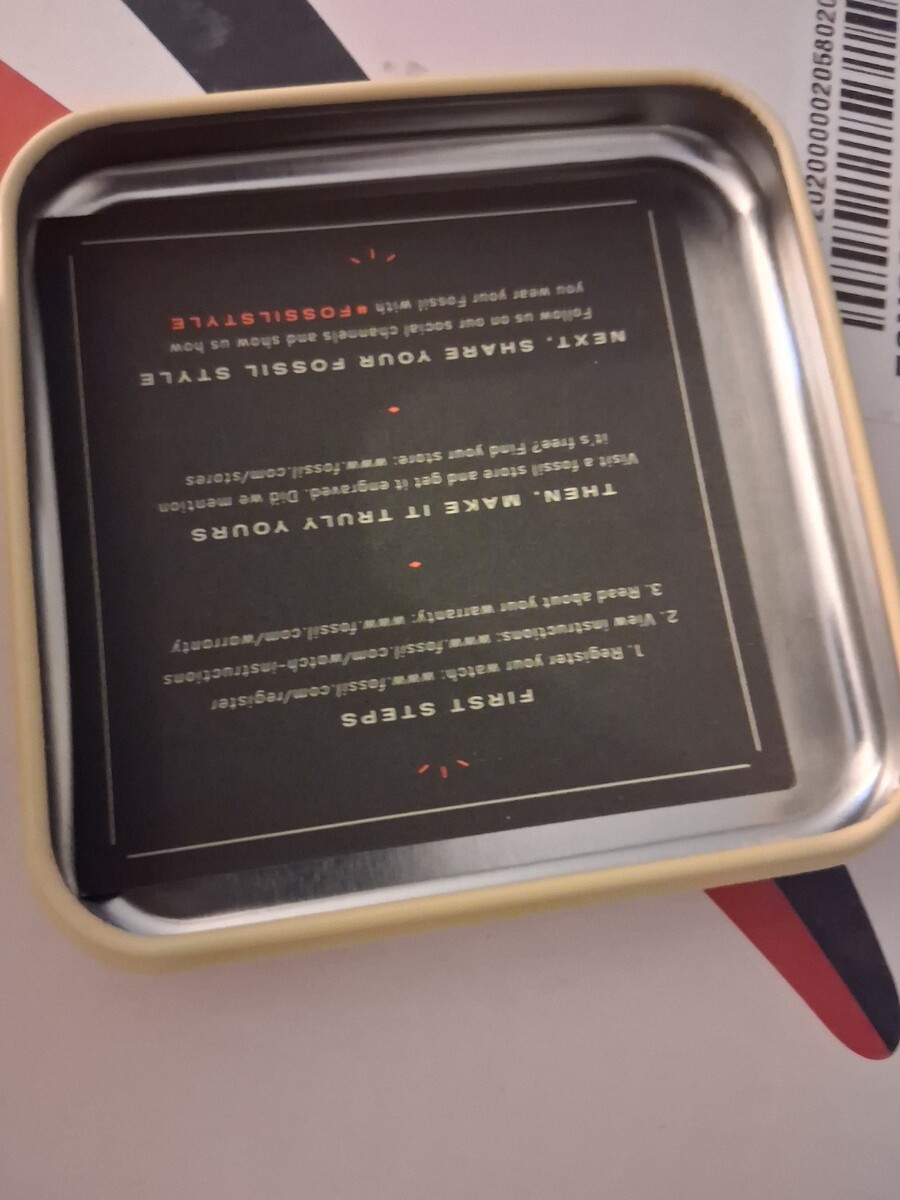 FIRST STEPS
1. Register your watch: www.fossil.com/register
2. View instructions: www.fossil.com/watch-instructions
3. Read about your warranty: www.fossil.com/warranty
THEN. MAKE IT TRULY YOURS
Visit a fossil store and get it engraved. Did we mention
it's free? Find your store: www.fossil.com/stores
NEXT. SHARE YOUR FOSSIL STYLE
Follow us on our social channels and show us how
you wear your Fossil with #FOSSILSTYLE